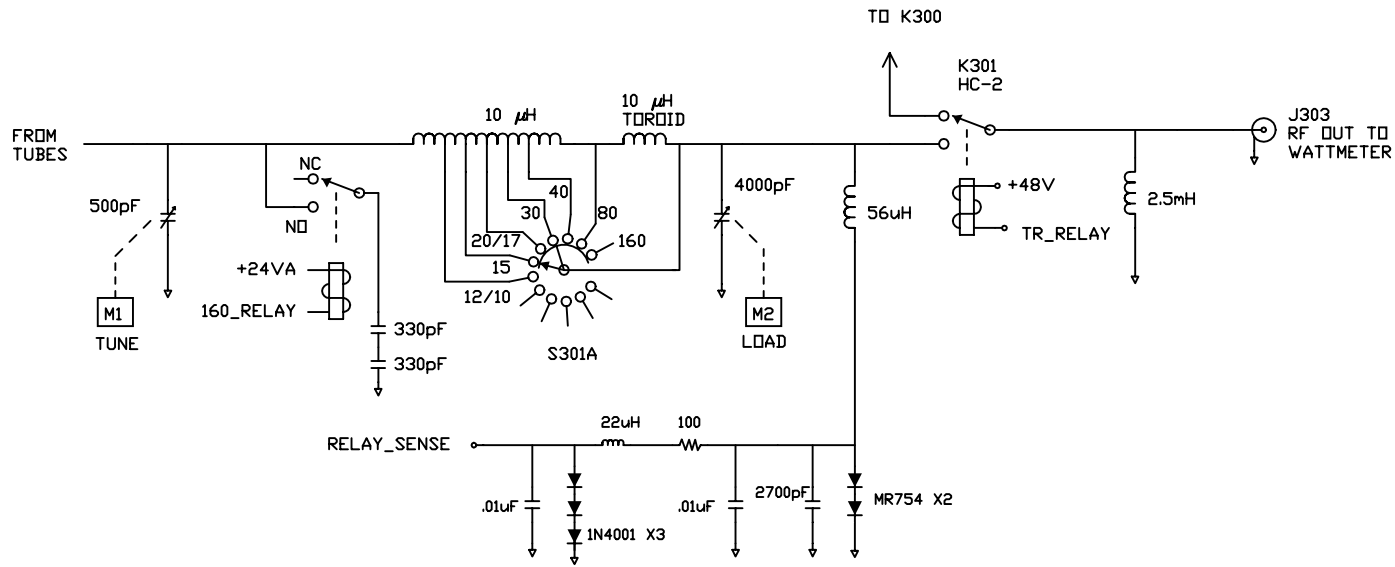 TO K300
K301
HC-2
10 µH
10 µH
TOROID
FROM
TUBES
J303
RF OUT TO
WATTMETER
NC
NO
500pF
40
30
80
20/17
160
15
12/10
4000pF
56uH
+48V
TR_RELAY
2.5mH
+24VA
160_RELAY
M1
TUNE
330pF
330pF
S301A
M2
LOAD
RELAY_SENSE
22uH
100
.01uF
1N4001 X3
.01uF
2700pF
MR754 X2